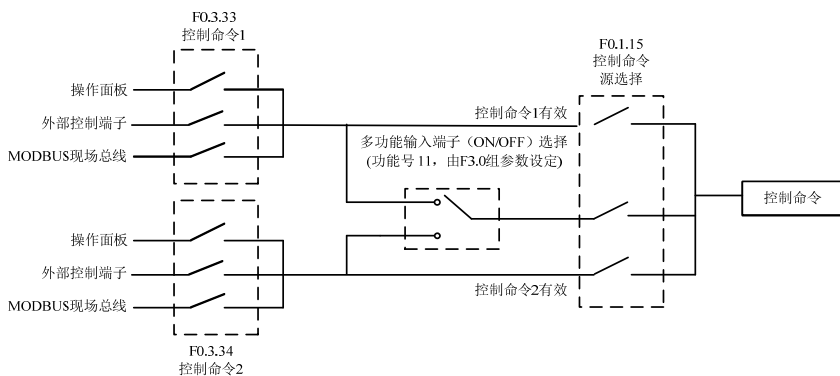 F0.3.33
控制命令1
F0.1.15
控制命令
源选择
操作面板
外部控制端子
MODBUS现场总线
控制命令1有效
多功能输入端子（ON/OFF）选择
(功能号 11，由F3.0组参数设定)
控制命令
操作面板
外部控制端子
MODBUS现场总线
控制命令2有效
F0.3.34
控制命令2